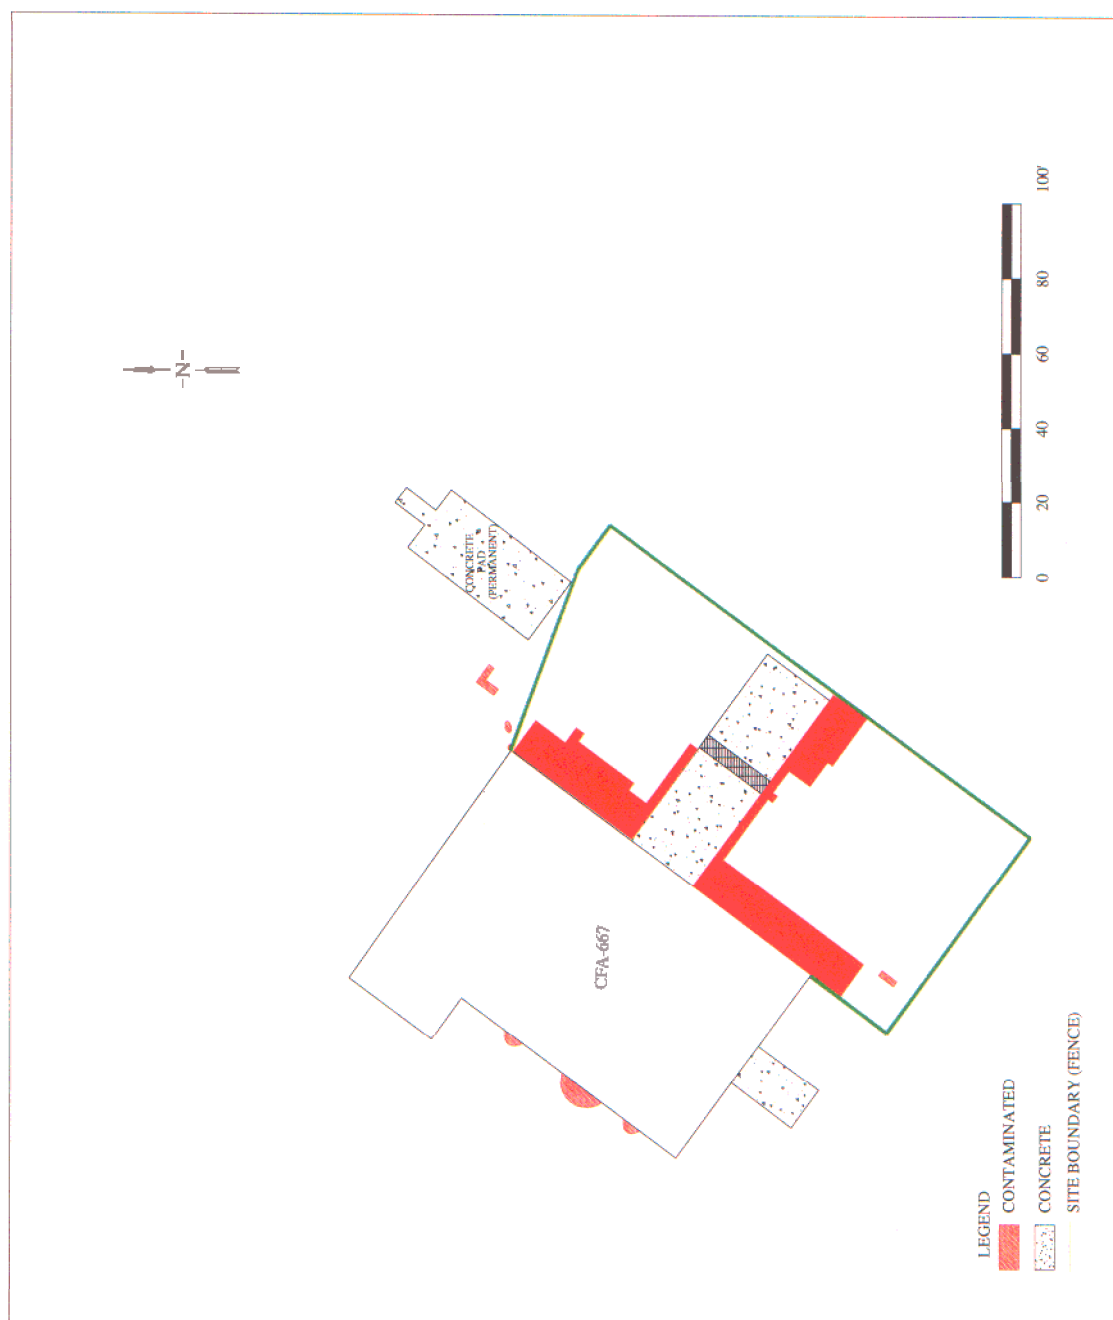 -N-
CONCRETE
PAD
(PERMANENT)
CFA-667
0 20 40 60 80 100'
LEGEND
CONTAMINATED
CONCRETE
SITE BOUNDARY (FENCE)